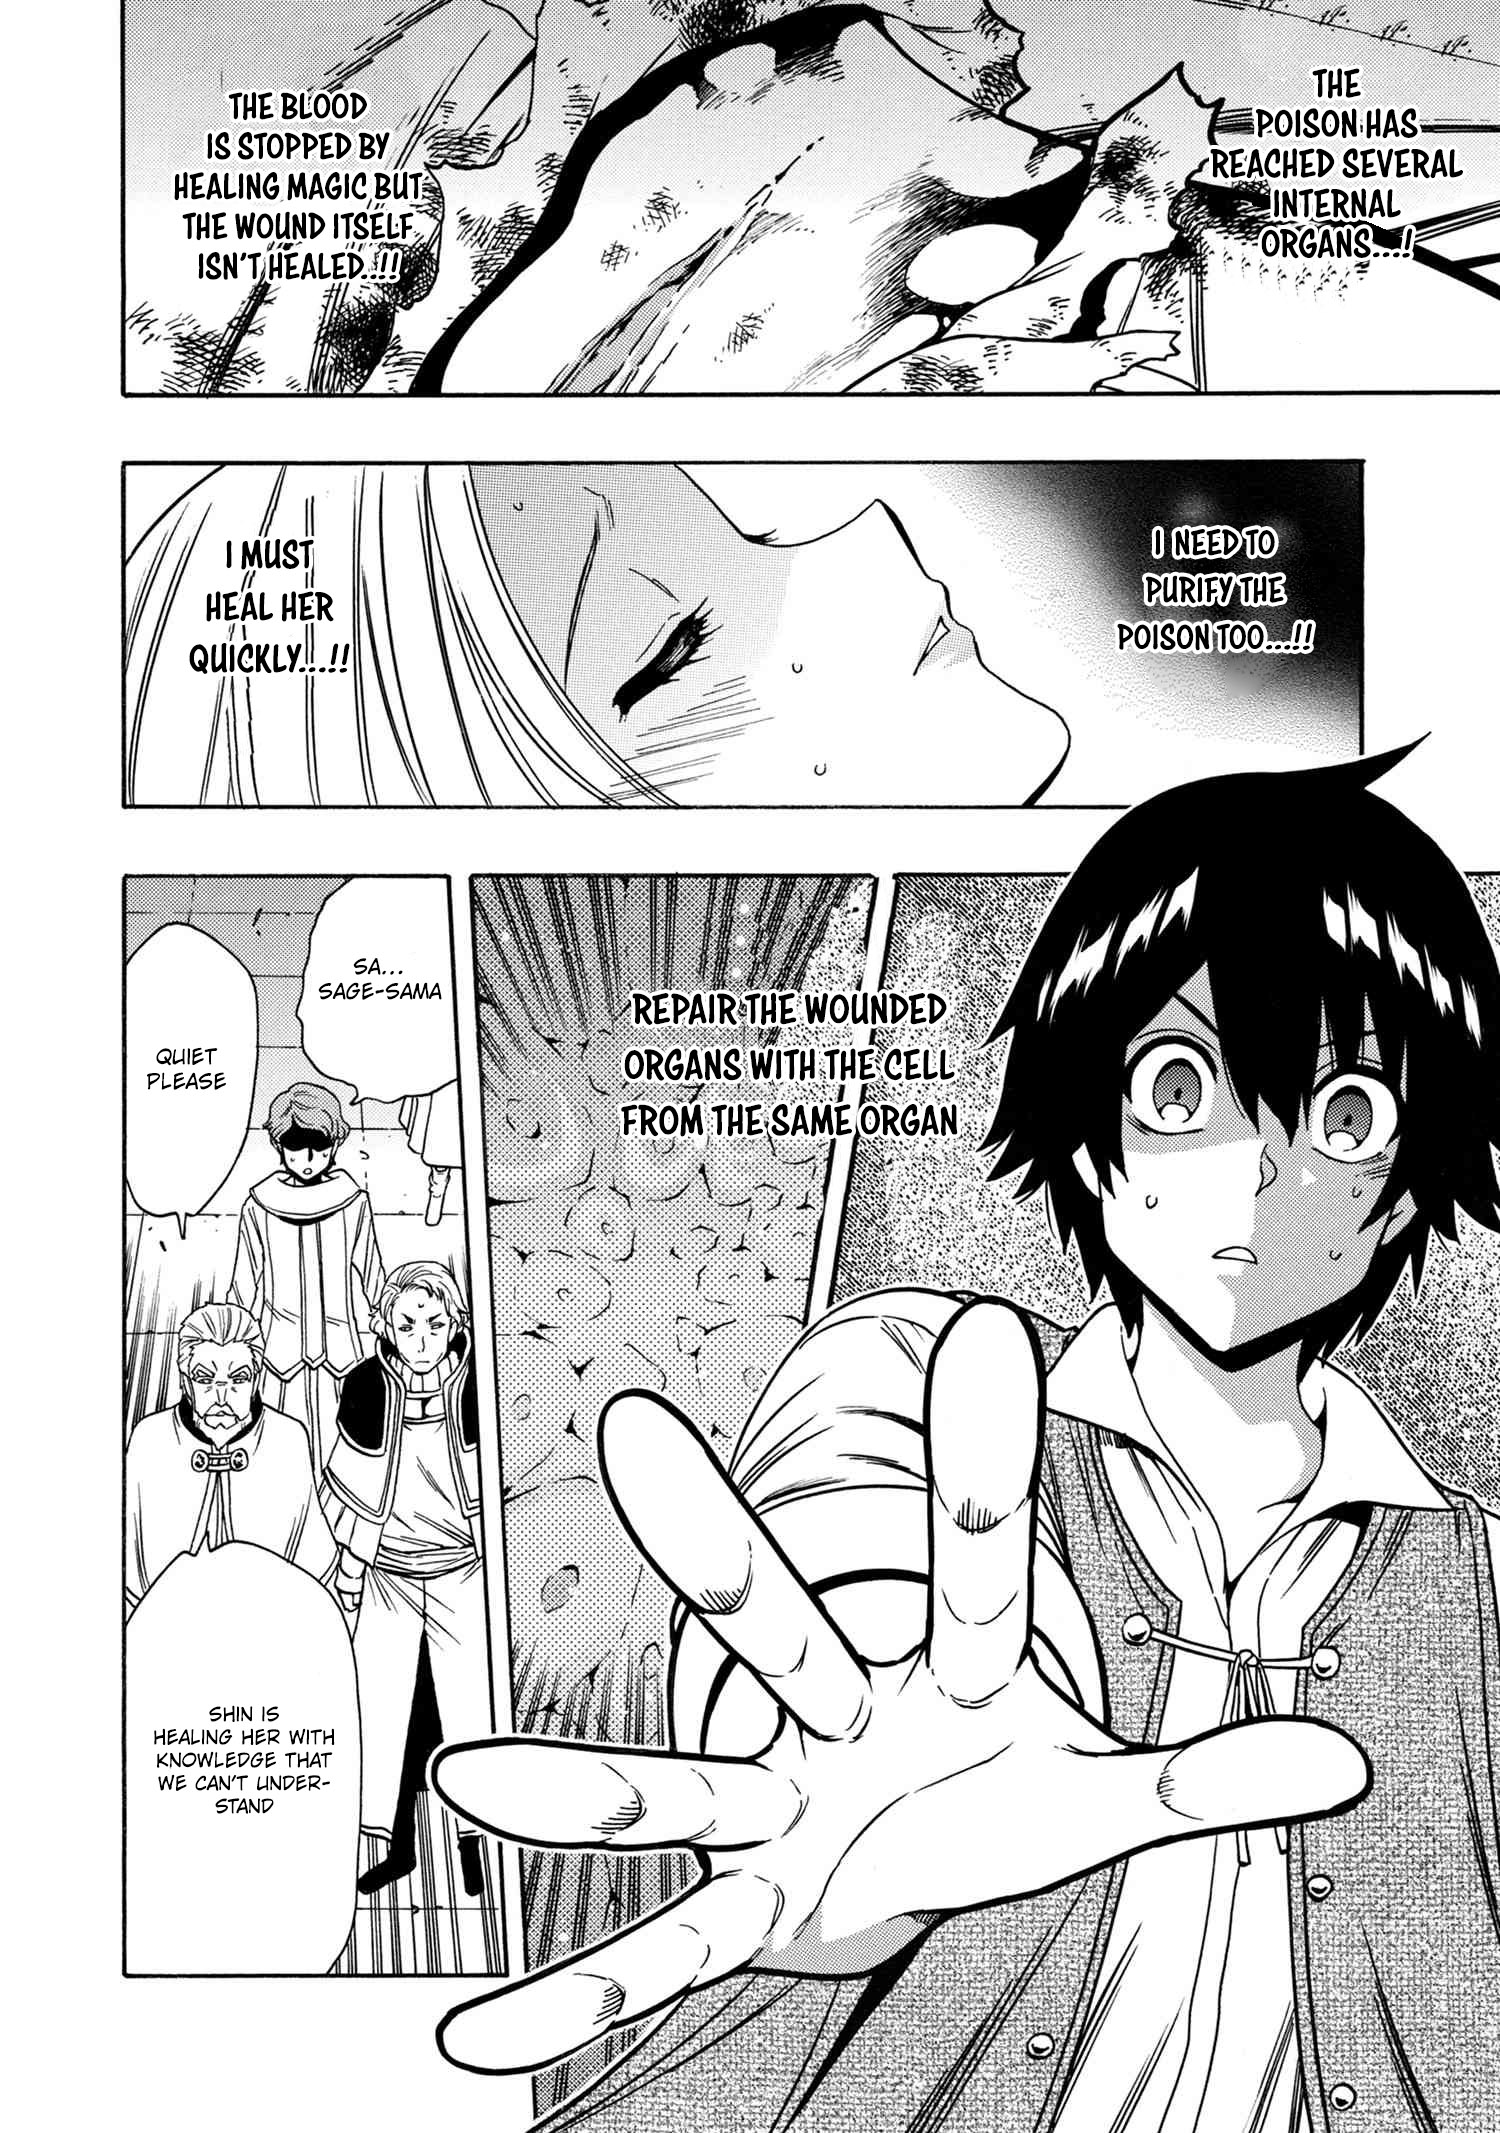 THE
POISON HAS
REACHED SEVERAL
INTERNAL
ORGANS...!
THE BLOOD
IS STOPPED BY
HEALING MAGIC BUT
THE WOUND ITSELF
ISN'T HEALED..!!
I NEED TO
PURIFY THE
POISON TOO...!!
I MUST
HEAL HER
QUICKLY...!!
REPAIR THE WOUNDED
ORGANS WITH THE CELL
FROM THE SAME ORGAN
SA...
SAGE-SAMA
QUIET
PLEASE
SHIN IS
HEALING HER WITH
KNOWLEDGE THAT
WE CAN'T UNDER-
STAND